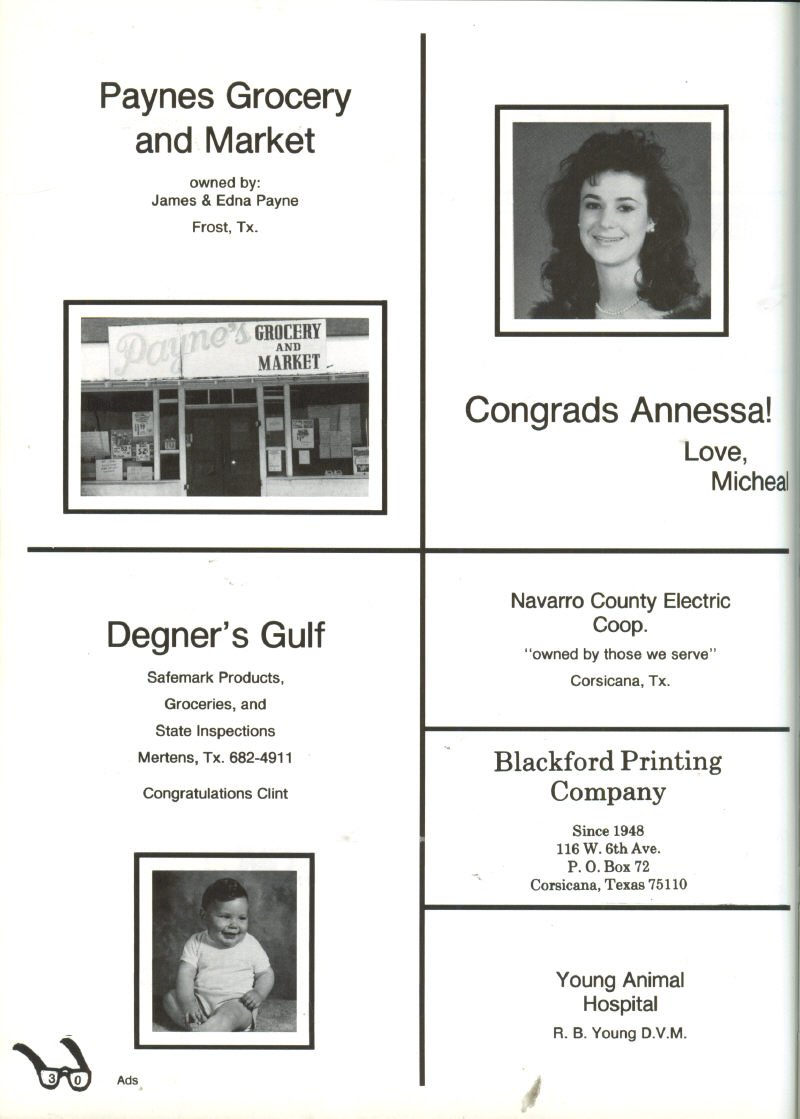 Paynes Grocery
and Market
owned by:
James & Edna Payne
Frost, Tx.
Payne's GROCERY
AND
MARKET
Congrads Annessa!
Love,
Micheal
Degner's Gulf
Safemark Products,
Groceries, and
State Inspections
Mertens, Tx. 682-4911
Congratulations Clint
Navarro County Electric
Coop.
"owned by those we serve"
Corsicana, Tx.
Blackford Printing
Company
Since 1948
116 W. 6th Ave.
P. O. Box 72
Corsicana, Texas 75110
Young Animal
Hospital
R. B. Young D.V.M.
30 Ads